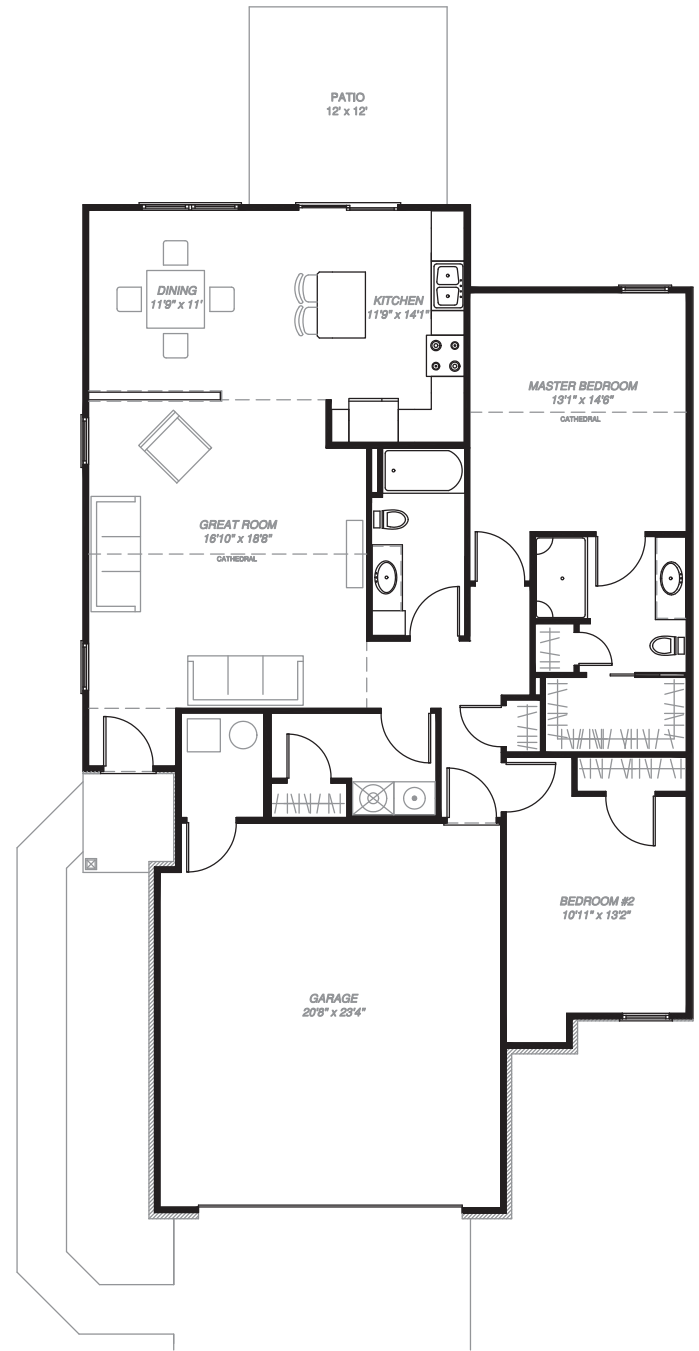 PATIO
12' x 12'
DINING
11'9" x 11'
KITCHEN
11'9" x 14'1"
MASTER BEDROOM
13'1" x 14'6"
CATHEDRAL
GREAT ROOM
16'10" x 18'8"
CATHEDRAL
BEDROOM #2
10'11" x 13'2"
GARAGE
20'8" x 23'4"